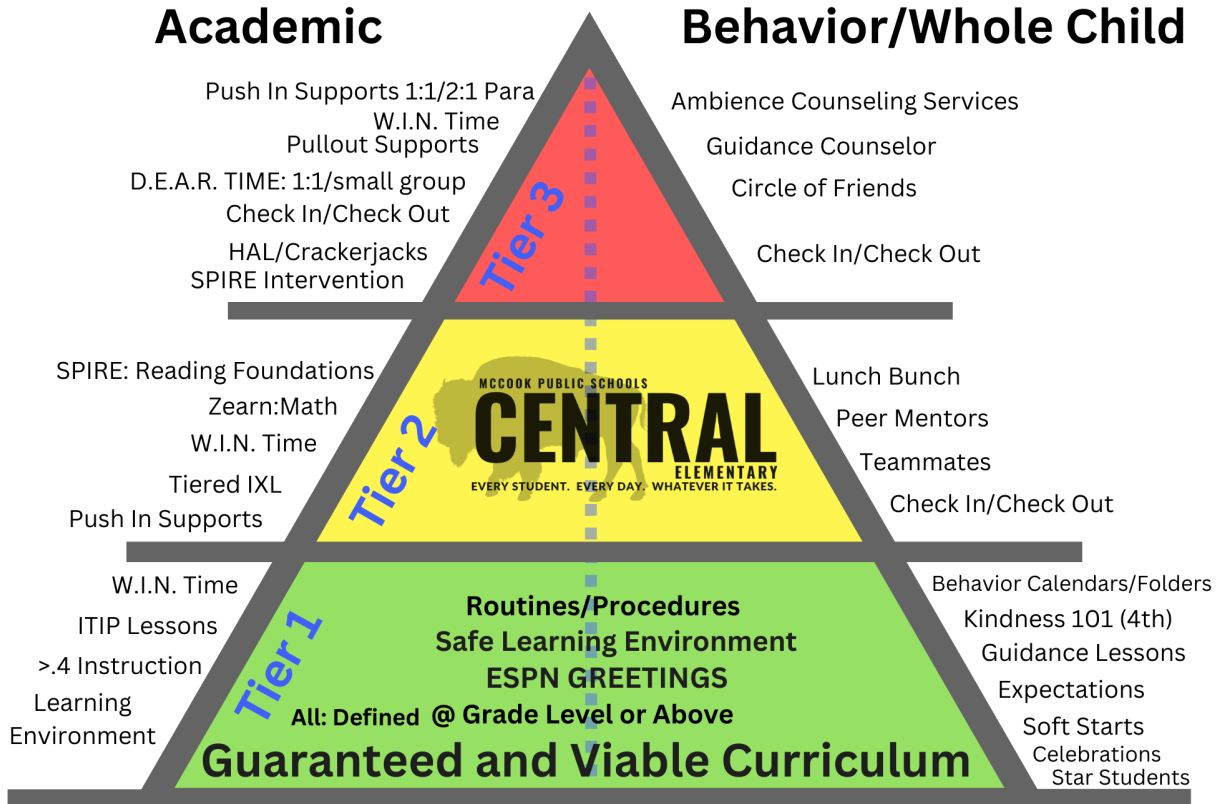 Academic
Behavior/Whole Child
Push In Supports 1:1/2:1 Para
W.I.N. Time
Pullout Supports
D.E.A.R. TIME: 1:1/small group
Check In/Check Out
HAL/Crackerjacks
SPIRE Intervention
Tier 3
Ambience Counseling Services
Guidance Counselor
Circle of Friends
Check In/Check Out
SPIRE: Reading Foundations
Zearn:Math
W.I.N. Time
Tiered IXL
Push In Supports
Tier 2
MCCOOK PUBLIC SCHOOLS
CENTRAL
ELEMENTARY
EVERY STUDENT. EVERY DAY. WHATEVER IT TAKES.
Lunch Bunch
Peer Mentors
Teammates
Check In/Check Out
W.I.N. Time
ITIP Lessons
>.4 Instruction
Learning
Environment
Tier 1
Routines/Procedures
Safe Learning Environment
ESPN GREETINGS
All: Defined @ Grade Level or Above
Guaranteed and Viable Curriculum
Behavior Calendars/Folders
Kindness 101 (4th)
Guidance Lessons
Expectations
Soft Starts
Celebrations
Star Students